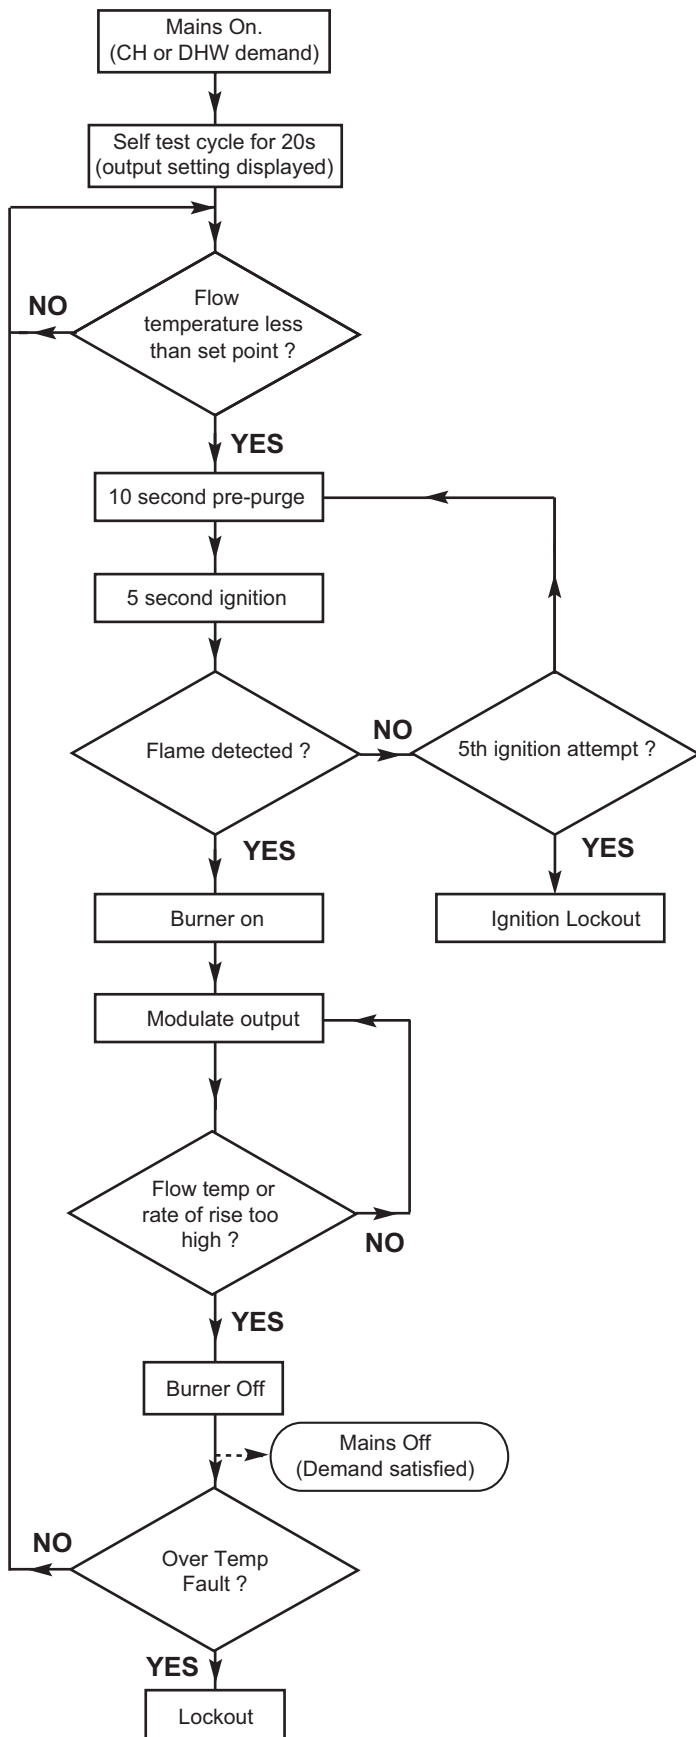 Mains On.
(CH or DHW demand)
Self test cycle for 20s
(output setting displayed)
NO
Flow
temperature less
than set point ?
YES
10 second pre-purge
5 second ignition
Flame detected ?
NO
5th ignition attempt ?
YES
YES
Burner on
Ignition Lockout
Modulate output
Flow temp or
rate of rise too
high ?
NO
YES
Burner Off
Mains Off
(Demand satisfied)
NO
Over Temp
Fault ?
YES
Lockout